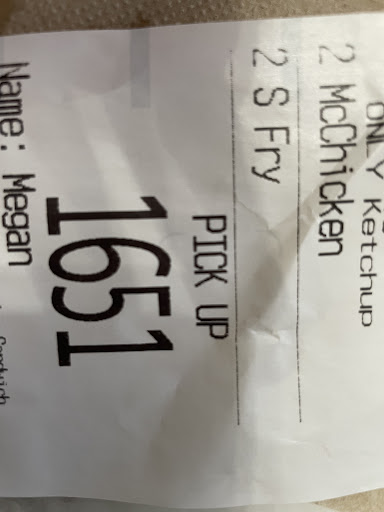 ONLY Ketchup
2 McChicken
2 S Fry
PICK UP
1651
Name: Megan